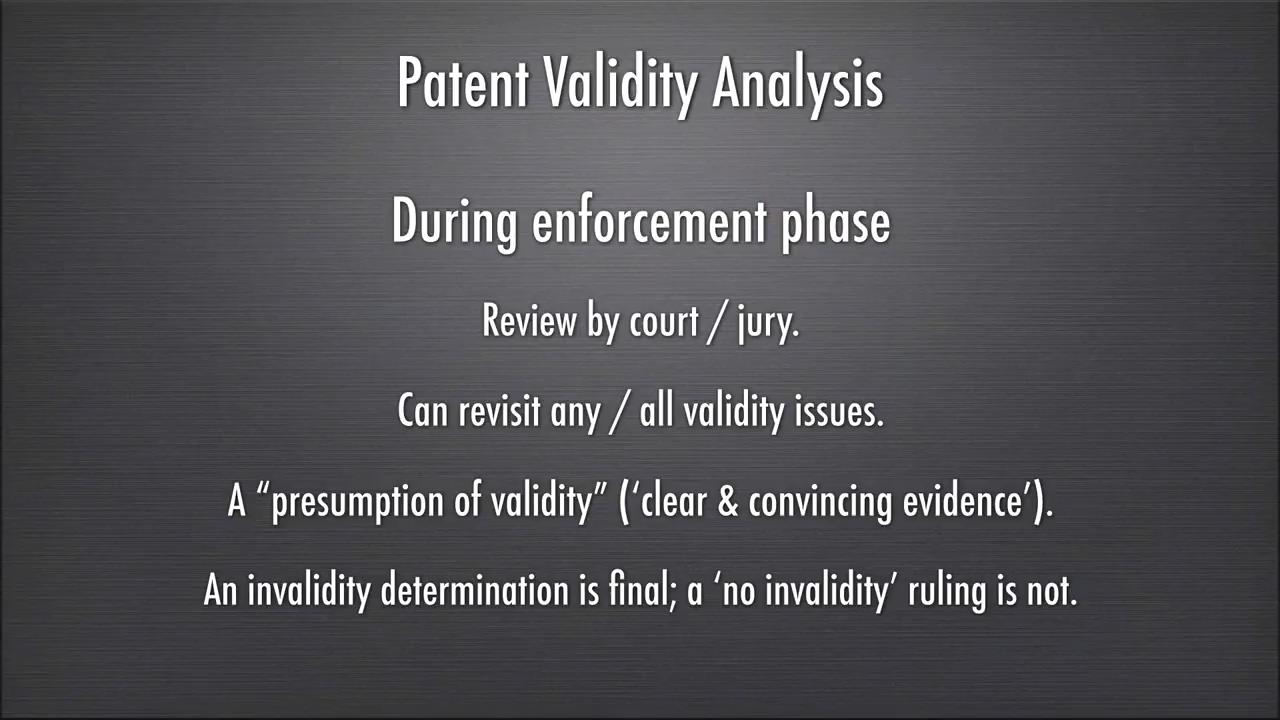 Patent Validity Analysis
During enforcement phase
Review by court / jury.
Can revisit any / all validity issues.
A “presumption of validity” (‘clear & convincing evidence’).
An invalidity determination is final; a ‘no invalidity’ ruling is not.